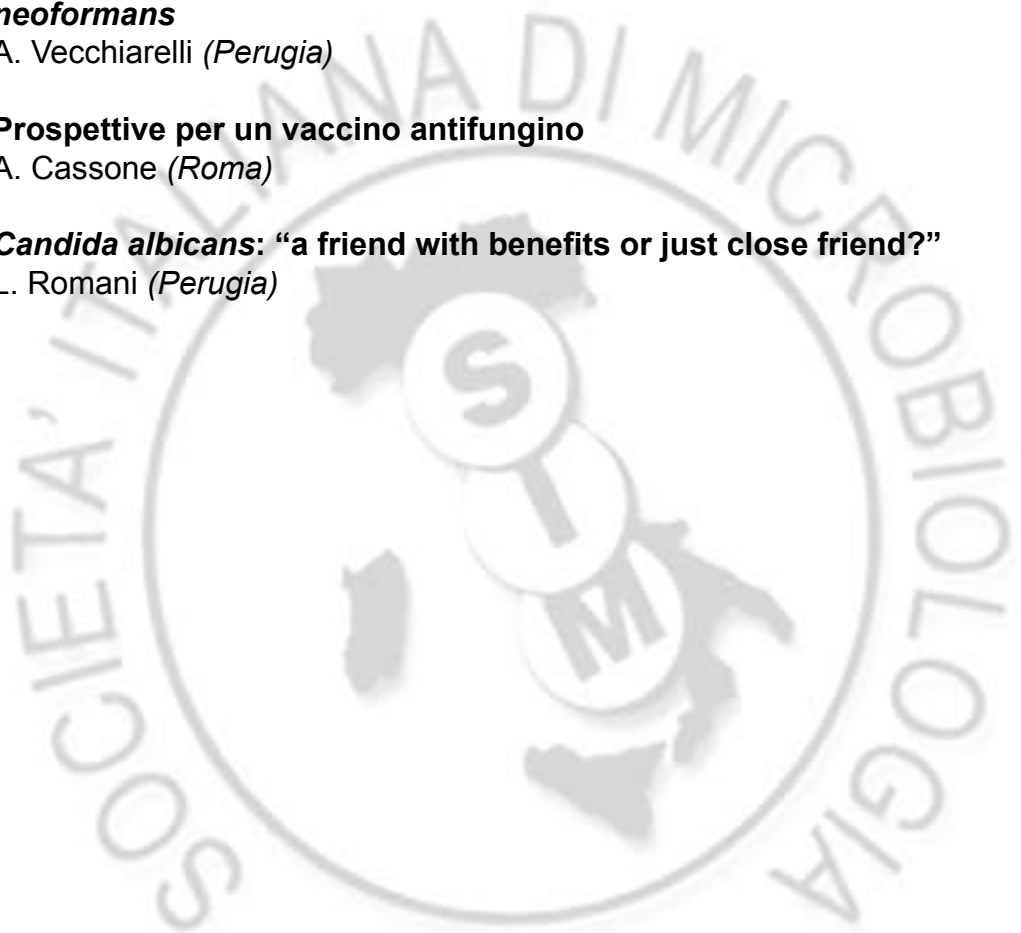 neoformans
A. Vecchiarelli (Perugia)
Prospettive per un vaccino antifungino
A. Cassone (Roma)
Candida albicans: “a friend with benefits or just close friend?”
L. Romani (Perugia)
SOCIETA' ITALIANA DI MICROBIOLOGIA
S
I
M